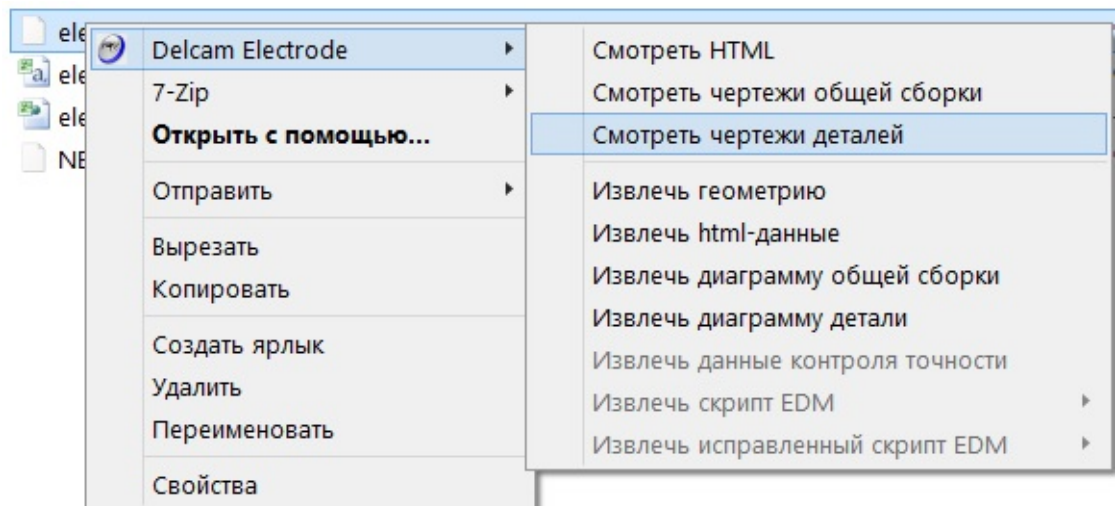 Delcam Electrode
7-Zip
Открыть с помощью...
Отправить
Вырезать
Копировать
Создать ярлык
Удалить
Переименовать
Свойства
Смотреть HTML
Смотреть чертежи общей сборки
Смотреть чертежи деталей
Извлечь геометрию
Извлечь html-данные
Извлечь диаграмму общей сборки
Извлечь диаграмму детали
Извлечь данные контроля точности
Извлечь скрипт EDM
Извлечь исправленный скрипт EDM